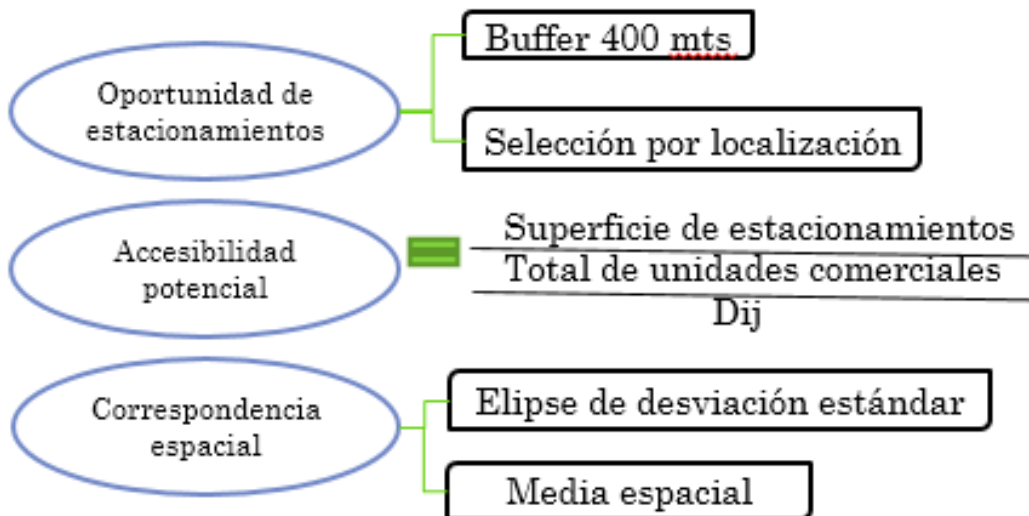 Oportunidad de
estacionamientos
Buffer 400 mts
Selección por localización
Accesibilidad
potencial
Superficie de estacionamientos
Total de unidades comerciales
Dij
Correspondencia
espacial
Elipse de desviación estándar
Media espacial